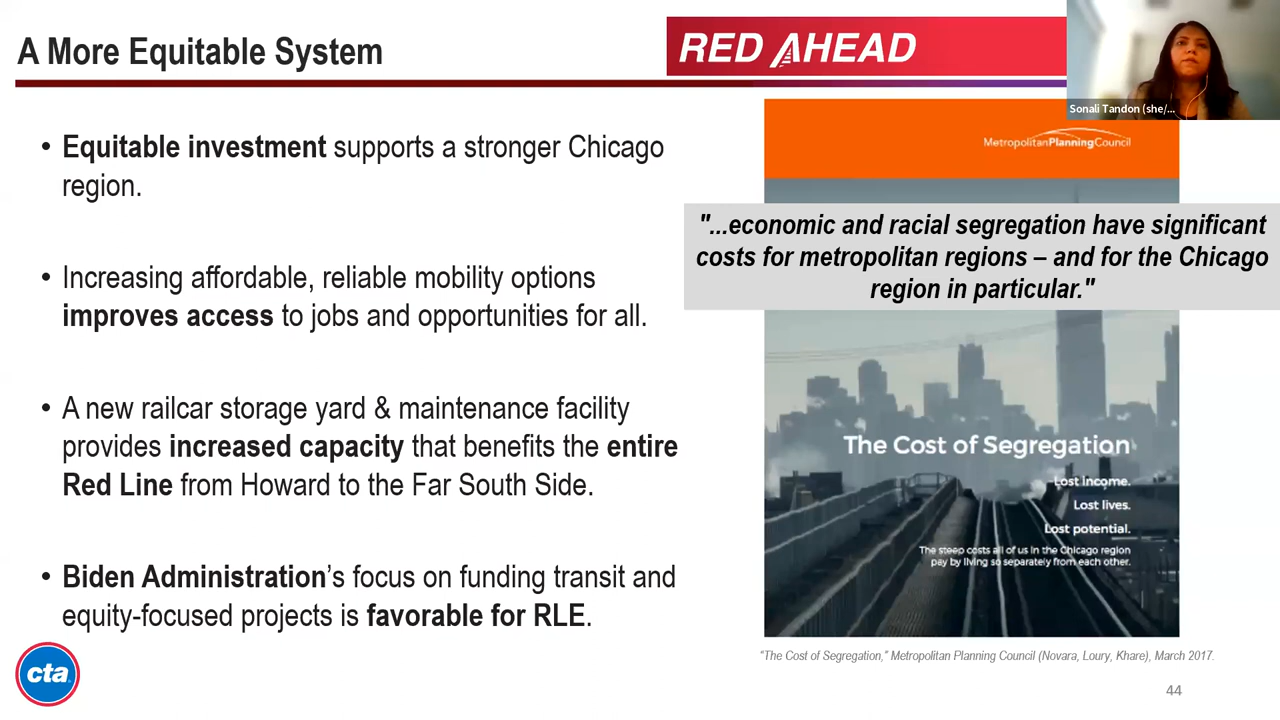 A More Equitable System
RED AHEAD
Sonali Tandon (she/...
• Equitable investment supports a stronger Chicago
region.
• Increasing affordable, reliable mobility options
improves access to jobs and opportunities for all.
• A new railcar storage yard & maintenance facility
provides increased capacity that benefits the entire
Red Line from Howard to the Far South Side.
• Biden Administration's focus on funding transit and
equity-focused projects is favorable for RLE.
MetropolitanPlanningCouncil
"...economic and racial segregation have significant
costs for metropolitan regions – and for the Chicago
region in particular."
The Cost of Segregation
Lost income.
Lost lives.
Lost potential.
The steep costs all of us in the Chicago region
pay by living so separately from each other.
"The Cost of Segregation," Metropolitan Planning Council (Novara, Loury, Khare), March 2017.
cta
44